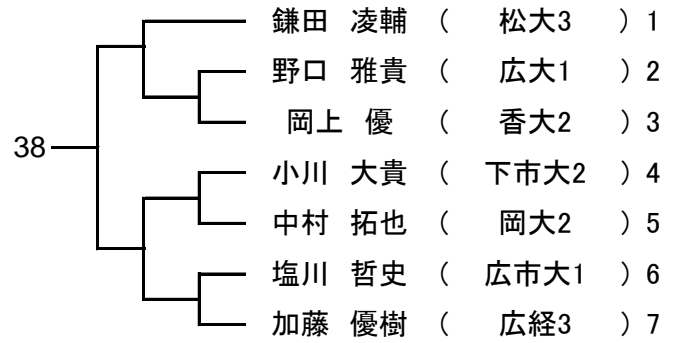 鎌田 凌輔 ( 松大3 ) 1
野口 雅貴 ( 広大1 ) 2
岡上 優 ( 香大2 ) 3
38
小川 大貴 ( 下市大2 ) 4
中村 拓也 ( 岡大2 ) 5
塩川 哲史 ( 広市大1 ) 6
加藤 優樹 ( 広経3 ) 7